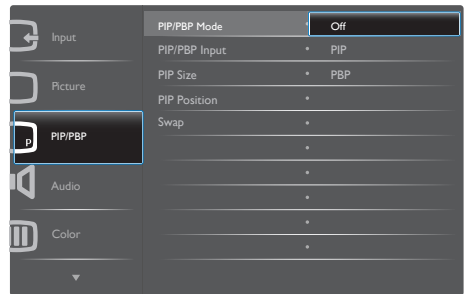 Input
Picture
P
PIP/PBP
Audio
Color
PIP/PBP Mode
Off
PIP/PBP Input
PIP
PIP Size
PBP
PIP Position
Swap